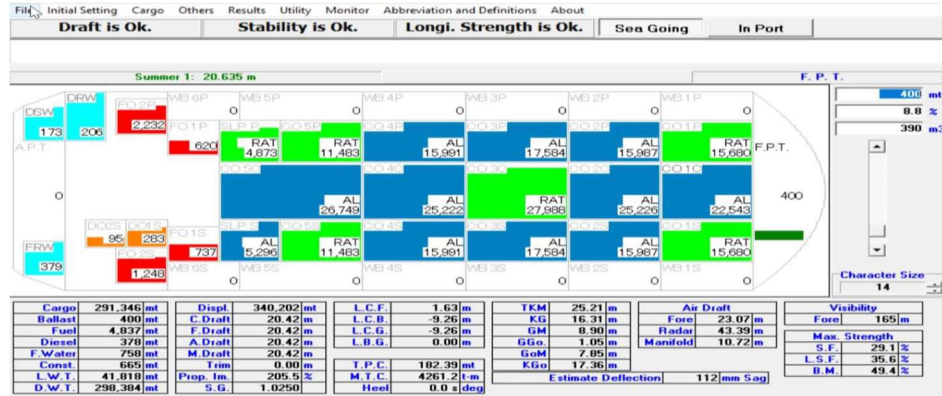 File Initial Setting Cargo Others Results Utility Monitor Abbreviation and Definitions About
Draft is Ok. Stability is Ok. Longi. Strength is Ok. Sea Going In Port
Summer 1: 20.635 m F. P. T.
400 mt
8.8 %
390 m3
DSW DRW FO 2P WB 6P WB 5P WB 4P WB 3P WB 2P WB 1P
0 0 0 0 0 0
173 206 2,232 FO 1P SLP P CO 5P CO 4P CO 3P CO 2P CO 1P
A.P.T. 620 RAT RAT AL AL AL RAT F.P.T.
4,873 11,483 15,991 17,584 15,987 15,680
CO 5C CO 4C CO 3C CO 2C CO 1C
0 AL AL RAT AL AL 400
26,749 25,222 27,988 25,226 22,543
DO2S DO1S FO 1S SLP S CO 5S CO 4S CO 3S CO 2S CO 1S
95 283
FRW FO 2S 737 AL RAT AL AL AL RAT
5,296 11,483 15,991 17,584 15,987 15,680
379 1,248 WB 6S WB 5S WB 4S WB 3S WB 2S WB 1S
0 0 0 0 0 0
Character Size
14
Cargo 291,346 mt Displ. 340,202 mt L.C.F. 1.63 m TKM 25.21 m Air Draft Visibility
Ballast 400 mt C.Draft 20.42 m L.C.B. -9.26 m KG 16.31 m Fore 23.07 m Fore 165 m
Fuel 4,837 mt F.Draft 20.42 m L.C.G. -9.26 m GM 8.90 m Radar 43.39 m
Diesel 378 mt A.Draft 20.42 m L.B.G. 0.00 m GGo. 1.05 m Manifold 10.72 m Max. Strength
F.Water 758 mt M.Draft 20.42 m GoM 7.85 m S.F. 29.1 %
Const. 665 mt Trim 0.00 m T.P.C. 182.39 mt KGo 17.36 m L.S.F. 35.6 %
L.W.T. 41,818 mt Prop. Im. 205.5 % M.T.C. 4261.2 t-m Estimate Deflection 112 mm Sag B.M. 49.4 %
D.W.T. 298,384 mt S.G. 1.0250 Heel 0.0 s deg